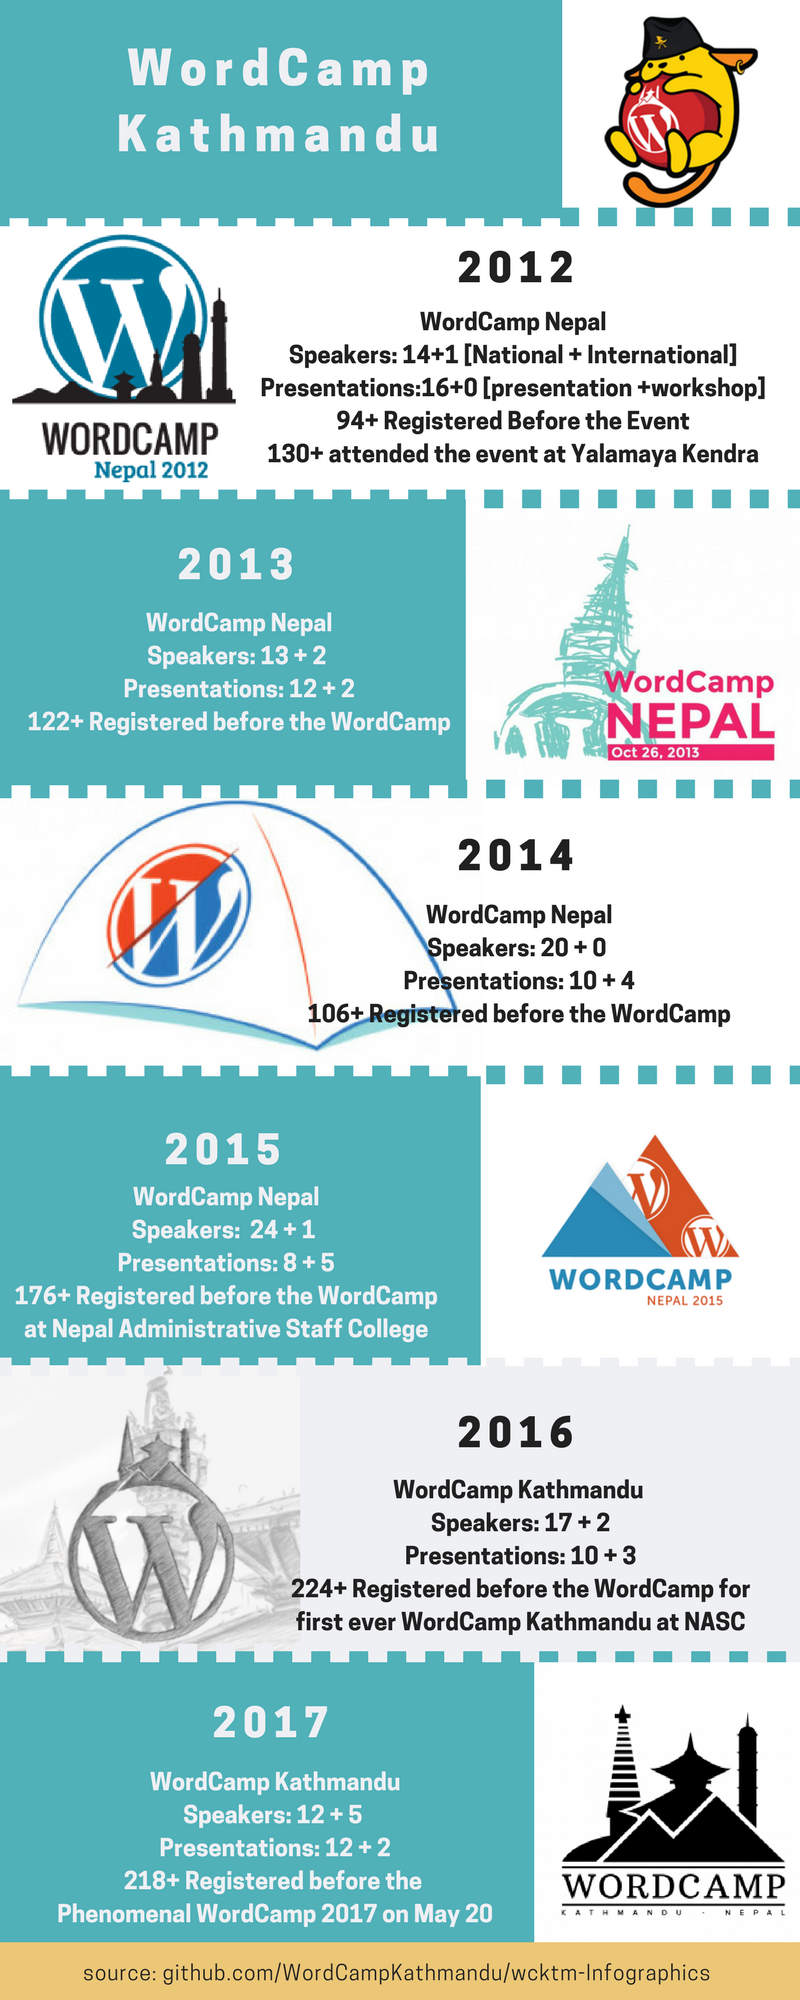 WordCamp
Kathmandu
2012
WordCamp Nepal
Speakers: 14+1 [National + International]
Presentations:16+0 [presentation +workshop]
94+ Registered Before the Event
130+ attended the event at Yalamaya Kendra
WORDCAMP
Nepal 2012
2013
WordCamp Nepal
Speakers: 13 + 2
Presentations: 12 + 2
122+ Registered before the WordCamp
WordCamp
NEPAL
Oct 26, 2013
2014
WordCamp Nepal
Speakers: 20 + 0
Presentations: 10 + 4
106+ Registered before the WordCamp
2015
WordCamp Nepal
Speakers: 24 + 1
Presentations: 8 + 5
176+ Registered before the WordCamp
at Nepal Administrative Staff College
WORDCAMP
NEPAL 2015
2016
WordCamp Kathmandu
Speakers: 17 + 2
Presentations: 10 + 3
224+ Registered before the WordCamp for
first ever WordCamp Kathmandu at NASC
2017
WordCamp Kathmandu
Speakers: 12 + 5
Presentations: 12 + 2
218+ Registered before the
Phenomenal WordCamp 2017 on May 20
WORDCAMP
KATHMANDU - NEPAL
source: github.com/WordCampKathmandu/wcktm-Infographics